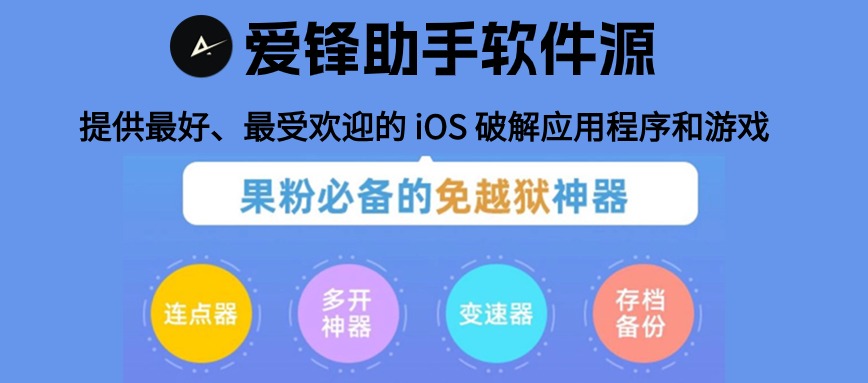 爱锋助手软件源
提供最好、最受欢迎的 iOS 破解应用程序和游戏
果粉必备的免越狱神器
连点器
多开
神器
变速器
存档
备份